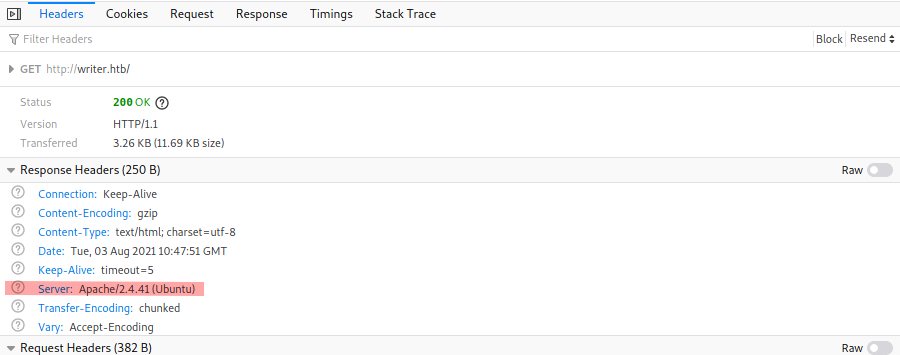 Headers Cookies Request Response Timings Stack Trace
Filter Headers Block Resend
GET http://writer.htb/
Status 200 OK ?
Version HTTP/1.1
Transferred 3.26 KB (11.69 KB size)
Response Headers (250 B) Raw
? Connection: Keep-Alive
? Content-Encoding: gzip
? Content-Type: text/html; charset=utf-8
? Date: Tue, 03 Aug 2021 10:47:51 GMT
? Keep-Alive: timeout=5
? Server: Apache/2.4.41 (Ubuntu)
? Transfer-Encoding: chunked
? Vary: Accept-Encoding
Request Headers (382 B) Raw